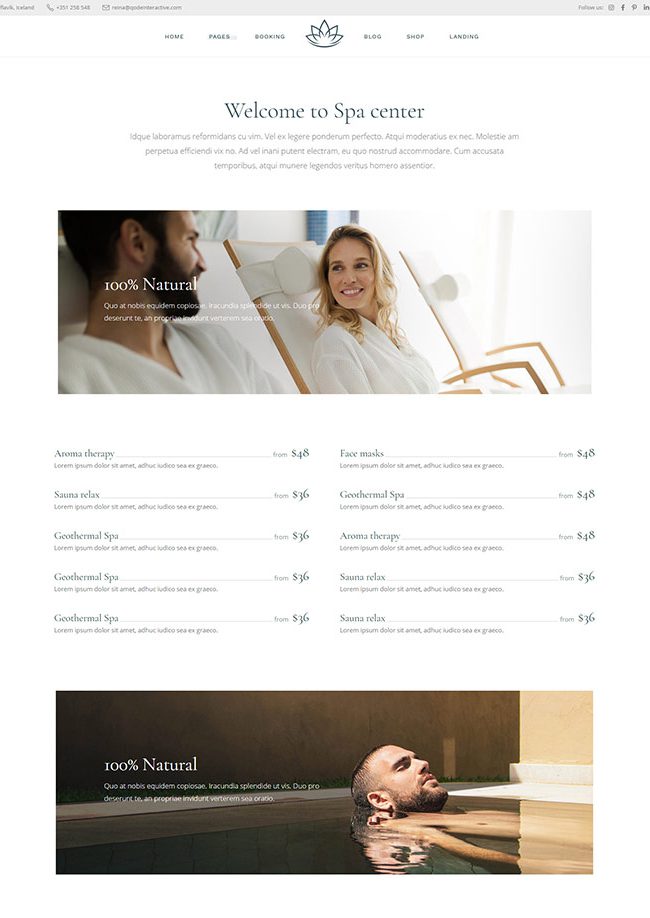 flavík, Iceland +351 256 548 reina@qodeinteractive.com Follow us:
HOME PAGES BOOKING BLOG SHOP LANDING
Welcome to Spa center
Idque laboramus reformidans cu vim. Vel ex legere ponderum perfecto. Atqui moderatius ex nec. Molestie am
perpetua efficiendi vix no. Ad vel inani putent electram, eu quo nostrud accommodare. Cum accusata
temporibus, atqui munere legendos veritus homero assentior.
100% Natural
Quo at nobis equidem copiosae. Iracundia splendide ut vis. Duo pro
deserunt te, an propriae invidunt verterem sea oratio.
Aroma therapy from $48
Lorem ipsum dolor sit amet, adhuc iudico sea ex graeco.
Sauna relax from $36
Lorem ipsum dolor sit amet, adhuc iudico sea ex graeco.
Geothermal Spa from $36
Lorem ipsum dolor sit amet, adhuc iudico sea ex graeco.
Geothermal Spa from $36
Lorem ipsum dolor sit amet, adhuc iudico sea ex graeco.
Geothermal Spa from $36
Lorem ipsum dolor sit amet, adhuc iudico sea ex graeco.
Face masks from $48
Lorem ipsum dolor sit amet, adhuc iudico sea ex graeco.
Geothermal Spa from $48
Lorem ipsum dolor sit amet, adhuc iudico sea ex graeco.
Aroma therapy from $48
Lorem ipsum dolor sit amet, adhuc iudico sea ex graeco.
Sauna relax from $36
Lorem ipsum dolor sit amet, adhuc iudico sea ex graeco.
Sauna relax from $36
Lorem ipsum dolor sit amet, adhuc iudico sea ex graeco.
100% Natural
Quo at nobis equidem copiosae. Iracundia splendide ut vis. Duo pro
deserunt te, an propriae invidunt verterem sea oratio.